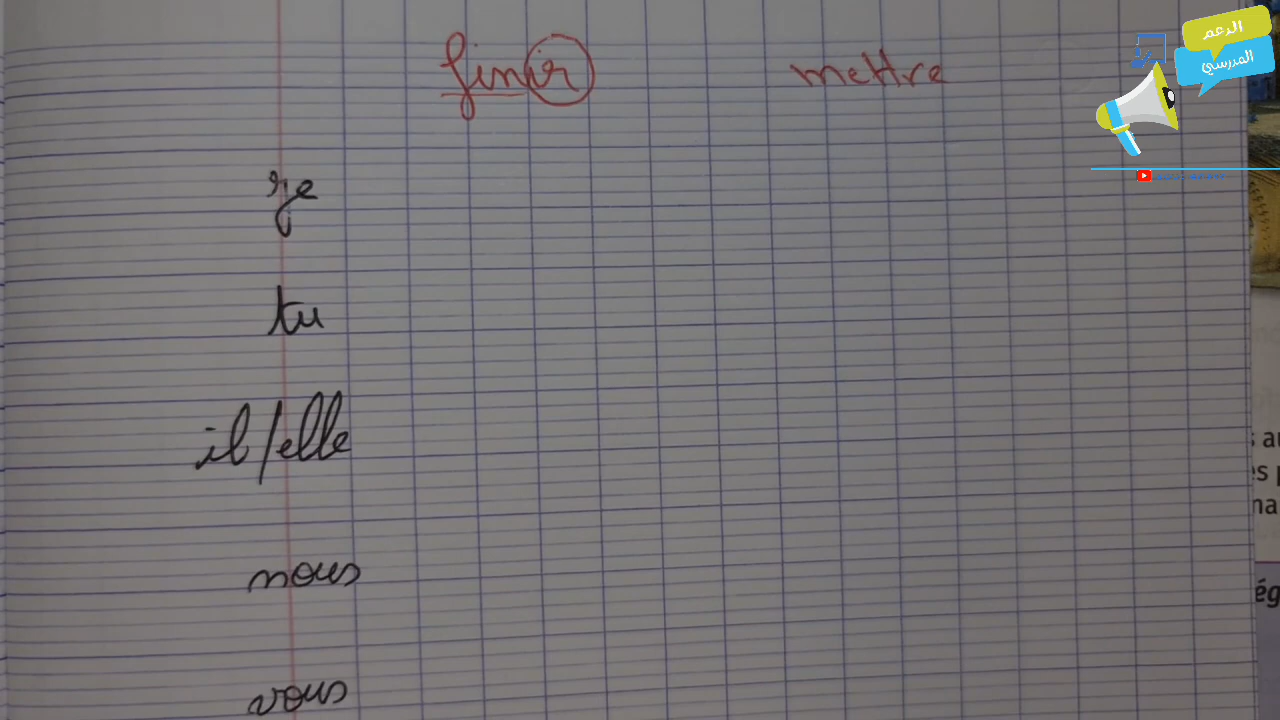 finir mettre
الدعم
المدرسي
je
tu
il/elle
nous
vous